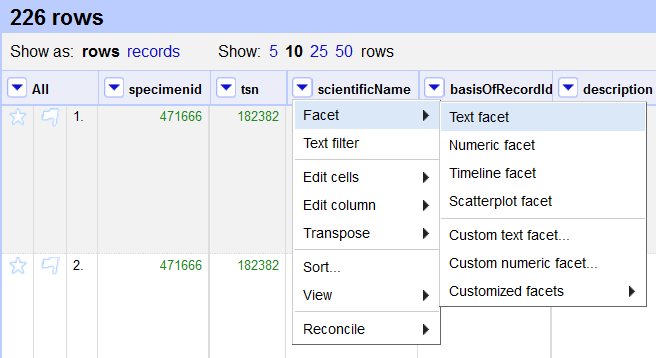 226 rows
Show as: rows records Show: 5 10 25 50 rows
All specimenid tsn scientificName basisOfRecordId description
1. 471666 182382
Facet
Text filter
Edit cells
Edit column
Transpose
Sort...
View
Reconcile
Text facet
Numeric facet
Timeline facet
Scatterplot facet
Custom text facet...
Custom numeric facet...
Customized facets
2. 471666 182382